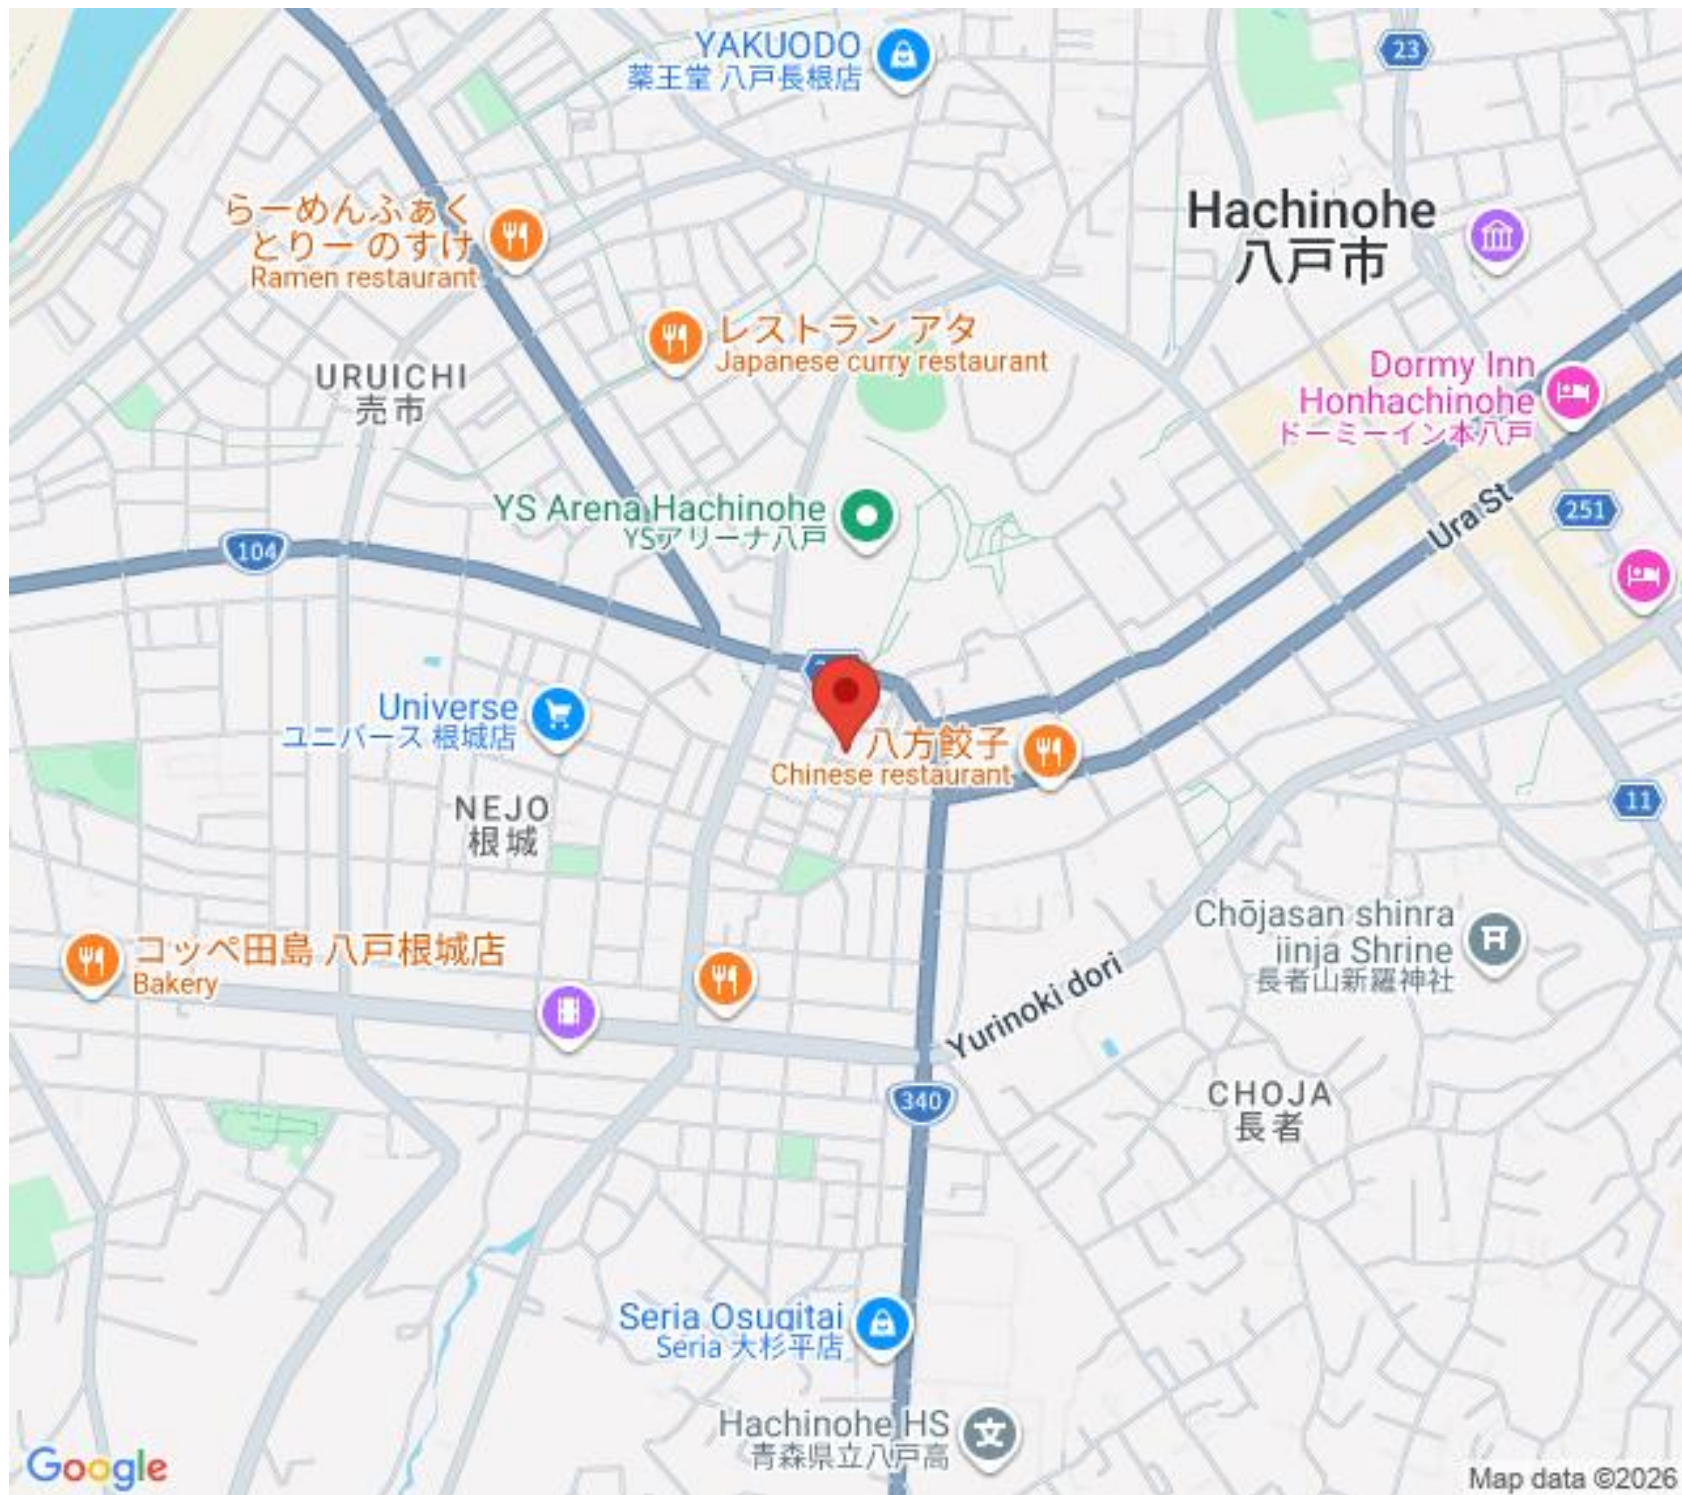 YAKUODO
薬王堂 八戸長根店
23
らーめんふぁく
とりー のすけ
Ramen restaurant
Hachinohe
八戸市
レストラン アタ
Japanese curry restaurant
URUICHI
売市
Dormy Inn
Honhachinohe
ドーミーイン本八戸
YS Arena Hachinohe
YSアリーナ八戸
104
251
Ura St
Universe
ユニバース 根城店
八方餃子
Chinese restaurant
NEJO
根城
11
コッペ田島 八戸根城店
Bakery
Chōjasan shinra
jinja Shrine
長者山新羅神社
Yurinoki dori
340
CHOJA
長者
Seria Osugitai
Seria 大杉平店
Hachinohe HS
青森県立八戸高
Google
Map data ©2026